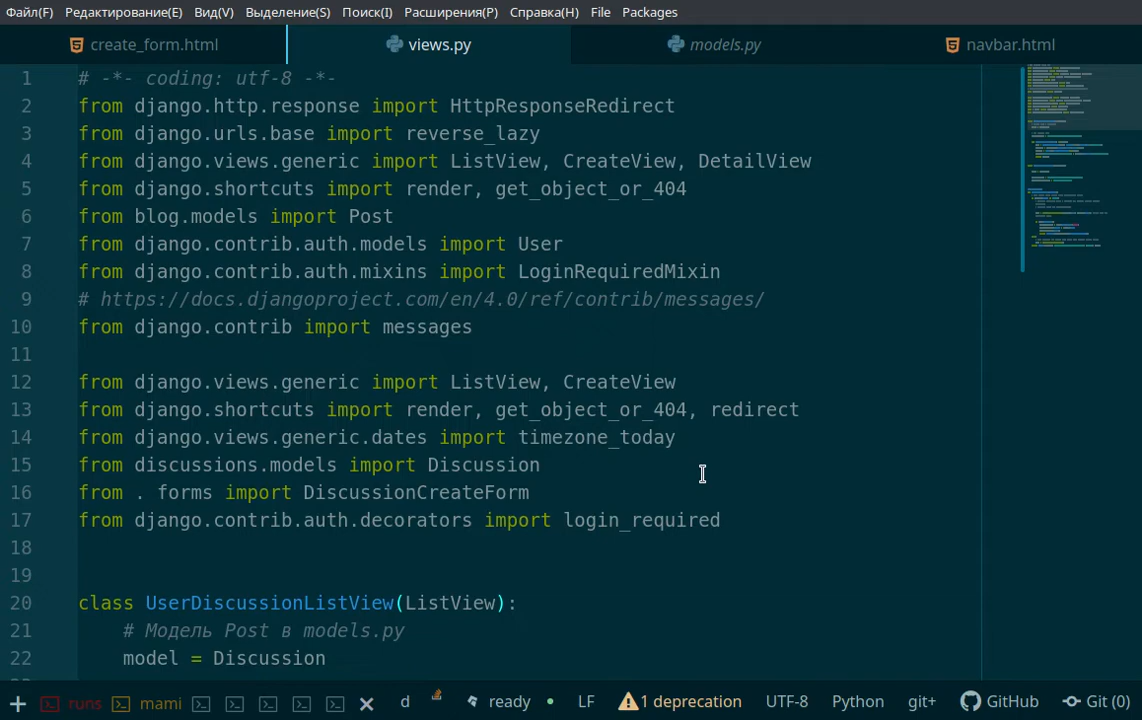 Файл(F) Редактирование(E) Вид(V) Выделение(S) Поиск(I) Расширения(P) Справка(H) File Packages
create_form.html views.py models.py navbar.html
1 # -*- coding: utf-8 -*-
2 from django.http.response import HttpResponseRedirect
3 from django.urls.base import reverse_lazy
4 from django.views.generic import ListView, CreateView, DetailView
5 from django.shortcuts import render, get_object_or_404
6 from blog.models import Post
7 from django.contrib.auth.models import User
8 from django.contrib.auth.mixins import LoginRequiredMixin
9 # https://docs.djangoproject.com/en/4.0/ref/contrib/messages/
10 from django.contrib import messages
11
12 from django.views.generic import ListView, CreateView
13 from django.shortcuts import render, get_object_or_404, redirect
14 from django.views.generic.dates import timezone_today
15 from discussions.models import Discussion
16 from . forms import DiscussionCreateForm
17 from django.contrib.auth.decorators import login_required
18
19
20 class UserDiscussionListView(ListView):
21 # Модель Post в models.py
22 model = Discussion
runs mami d ready LF 1 deprecation UTF-8 Python git+ GitHub Git (0)